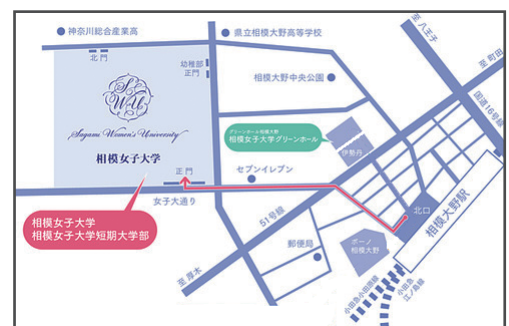 神奈川総合産業高
県立相模大野高等学校
至八王子
至町田
北門
幼稚部
正門
相模大野中央公園
国道16号線
SWU
Sagami Women's University
相模女子大学
グリーンホール相模大野
相模女子大学グリーンホール
伊勢丹
正門
セブンイレブン
女子大通り
相模女子大学
相模女子大学短期大学部
51号線
北口
相模大野駅
郵便局
ボーノ
相模大野
至厚木
小田急小田原線
小田急
江ノ島線